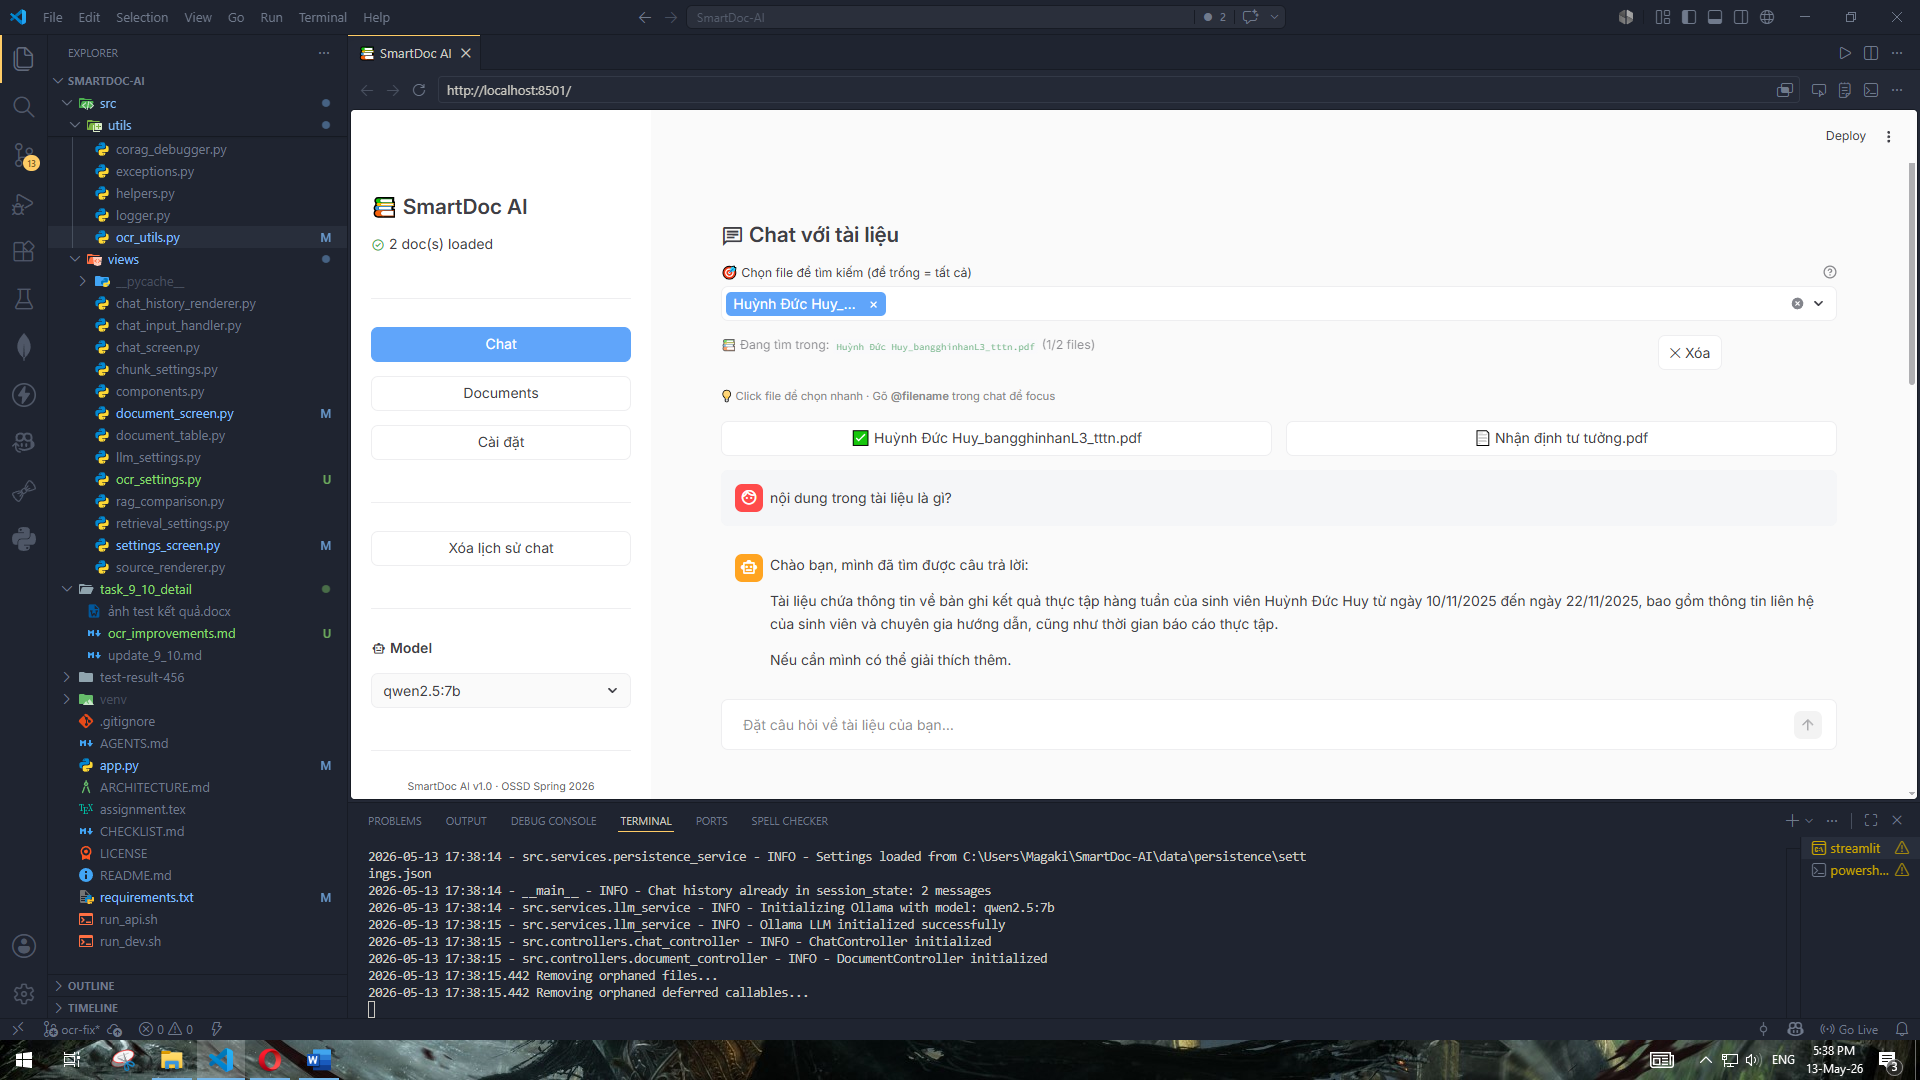 File Edit Selection View Go Run Terminal Help
SmartDoc-AI
2
EXPLORER
SMARTDOC-AI
src
utils
corag_debugger.py
exceptions.py
helpers.py
logger.py
ocr_utils.py M
views
__pycache__
chat_history_renderer.py
chat_input_handler.py
chat_screen.py
chunk_settings.py
components.py
document_screen.py M
document_table.py
llm_settings.py
ocr_settings.py U
rag_comparison.py
retrieval_settings.py
settings_screen.py M
source_renderer.py
task_9_10_detail
ảnh test kết quả.docx
ocr_improvements.md U
update_9_10.md
test-result-456
venv
.gitignore
AGENTS.md
app.py M
ARCHITECTURE.md
assignment.tex
CHECKLIST.md
LICENSE
README.md
requirements.txt M
run_api.sh
run_dev.sh
OUTLINE
TIMELINE
13
SmartDoc AI
http://localhost:8501/
Deploy
SmartDoc AI
2 doc(s) loaded
Chat
Documents
Cài đặt
Xóa lịch sử chat
Model
qwen2.5:7b
SmartDoc AI v1.0 · OSSD Spring 2026
Chat với tài liệu
Chọn file để tìm kiếm (để trống = tất cả)
Huỳnh Đức Huy_...
Đang tìm trong: Huỳnh Đức Huy_bangghinhanL3_tttn.pdf (1/2 files)
Xóa
Click file để chọn nhanh · Gõ @filename trong chat để focus
Huỳnh Đức Huy_bangghinhanL3_tttn.pdf
Nhận định tư tưởng.pdf
nội dung trong tài liệu là gì?
Chào bạn, mình đã tìm được câu trả lời:
Tài liệu chứa thông tin về bản ghi kết quả thực tập hàng tuần của sinh viên Huỳnh Đức Huy từ ngày 10/11/2025 đến ngày 22/11/2025, bao gồm thông tin liên hệ
của sinh viên và chuyên gia hướng dẫn, cũng như thời gian báo cáo thực tập.
Nếu cần mình có thể giải thích thêm.
Đặt câu hỏi về tài liệu của bạn...
PROBLEMS OUTPUT DEBUG CONSOLE TERMINAL PORTS SPELL CHECKER
2026-05-13 17:38:14 - src.services.persistence_service - INFO - Settings loaded from C:\Users\Magaki\SmartDoc-AI\data\persistence\sett
ings.json
2026-05-13 17:38:14 - __main__ - INFO - Chat history already in session_state: 2 messages
2026-05-13 17:38:14 - src.services.llm_service - INFO - Initializing Ollama with model: qwen2.5:7b
2026-05-13 17:38:15 - src.services.llm_service - INFO - Ollama LLM initialized successfully
2026-05-13 17:38:15 - src.controllers.chat_controller - INFO - ChatController initialized
2026-05-13 17:38:15 - src.controllers.document_controller - INFO - DocumentController initialized
2026-05-13 17:38:15.442 Removing orphaned files...
2026-05-13 17:38:15.442 Removing orphaned deferred callables...
streamlit
powersh...
ocr-fix* 0 0
Go Live
ENG
5:38 PM
13-May-26
3